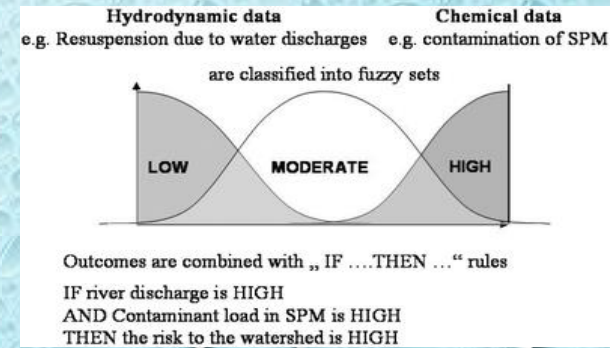 Hydrodynamic data Chemical data
e.g. Resuspension due to water discharges e.g. contamination of SPM
are classified into fuzzy sets
LOW MODERATE HIGH
Outcomes are combined with „ IF ....THEN ...“ rules
IF river discharge is HIGH
AND Contaminant load in SPM is HIGH
THEN the risk to the watershed is HIGH